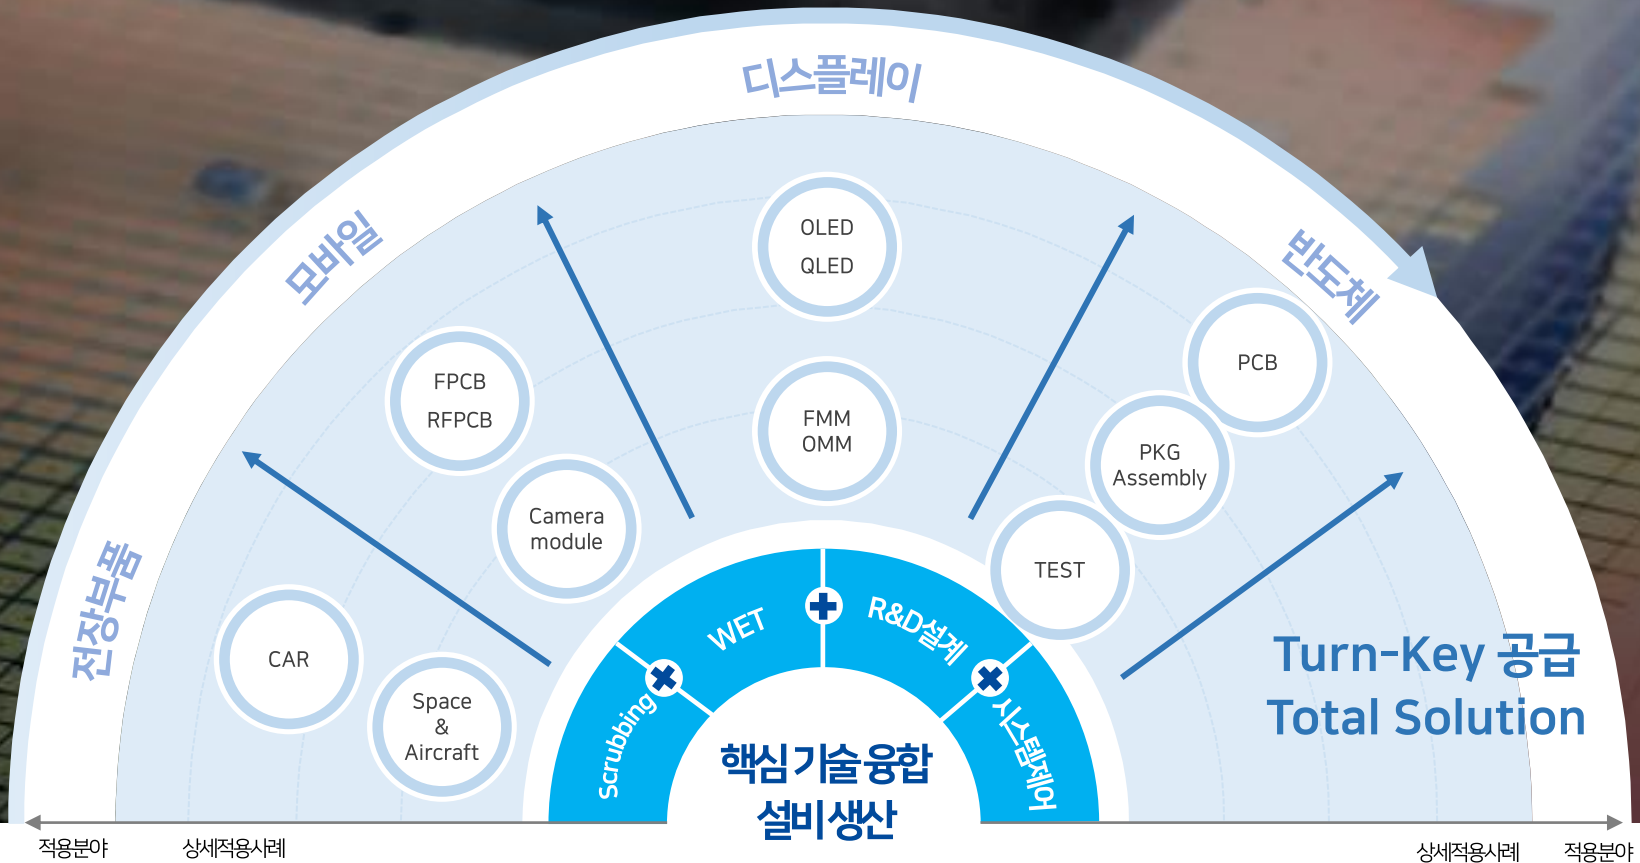 디스플레이
모바일
반도체
전장부품
OLED
QLED
FMM
OMM
FPCB
RFPCB
Camera
module
CAR
Space
&
Aircraft
PCB
PKG
Assembly
TEST
Scrubbing
WET
R&D설계
시스템제어
핵심 기술 융합
설비 생산
Turn-Key 공급
Total Solution
적용분야
상세적용사례
상세적용사례
적용분야